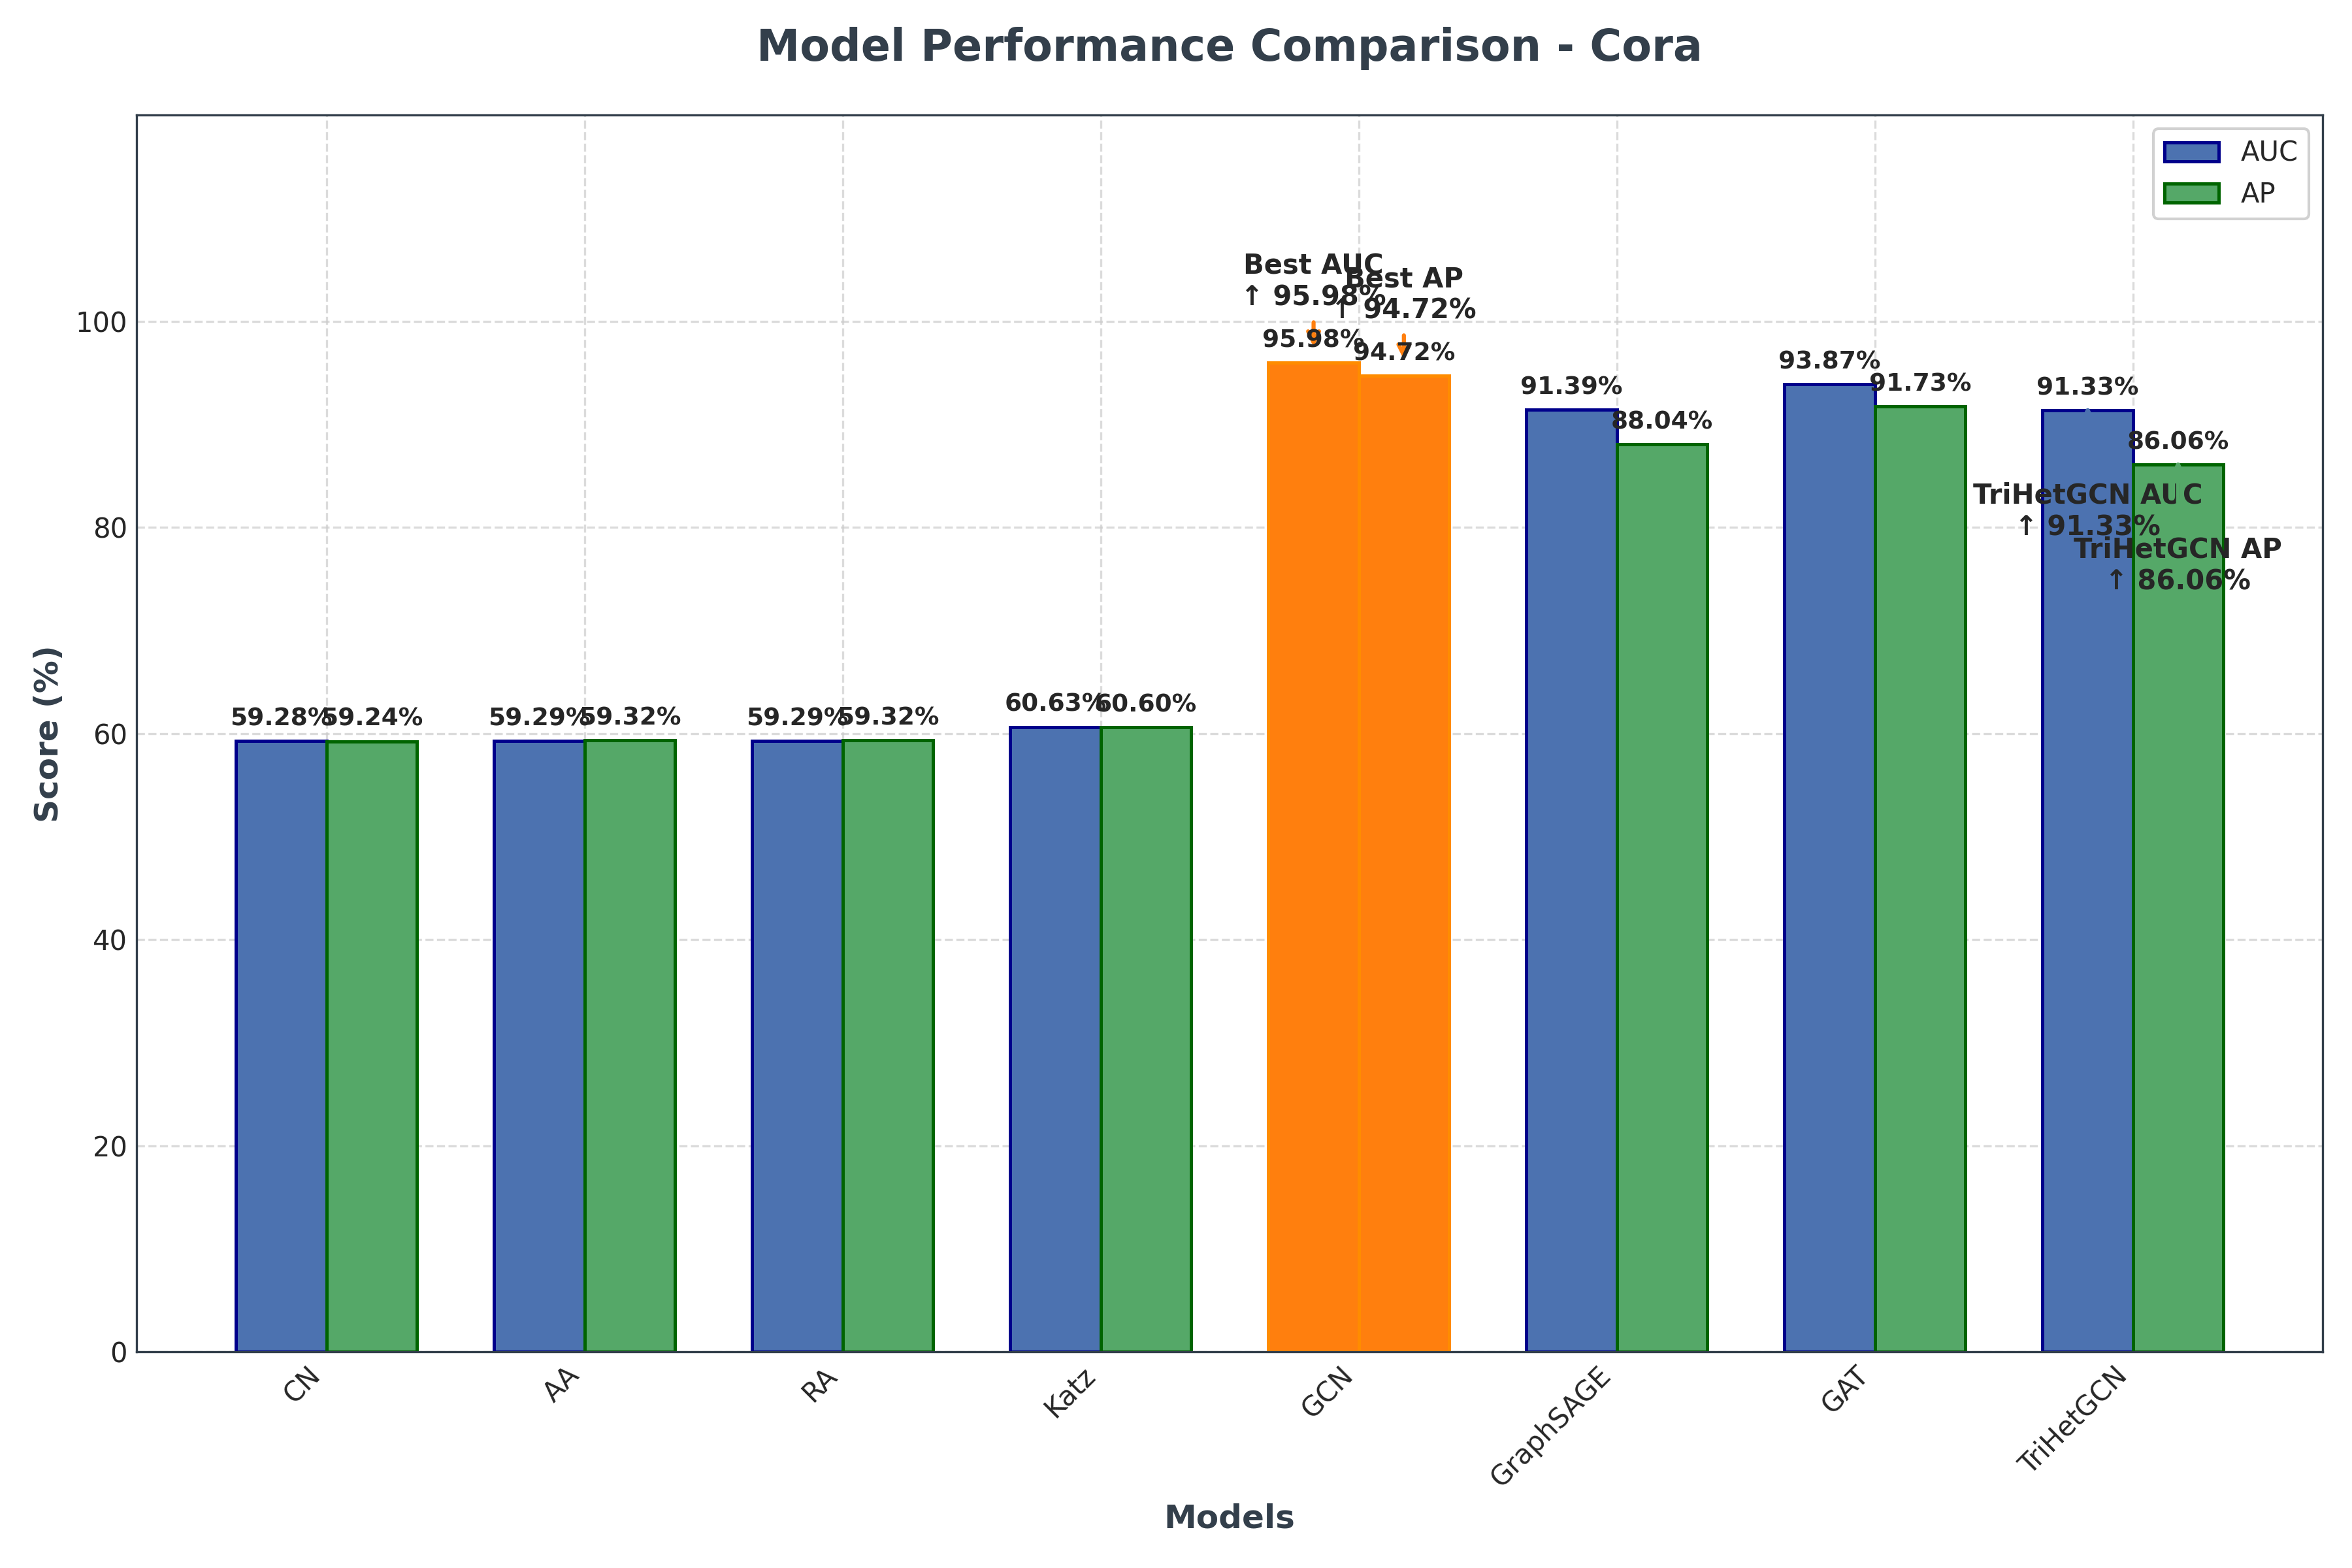 Model Performance Comparison - Cora
AUC
AP
Best AUC
↑ 95.98%
Best AP
↑ 94.72%
95.98%
94.72%
91.39%
88.04%
93.87%
91.73%
91.33%
86.06%
TriHetGCN AUC
↑ 91.33%
TriHetGCN AP
↑ 86.06%
59.28%
59.24%
59.29%
59.32%
59.29%
59.32%
60.63%
60.60%
100
80
60
40
20
0
Score (%)
CN
AA
RA
Katz
GCN
GraphSAGE
GAT
TriHetGCN
Models